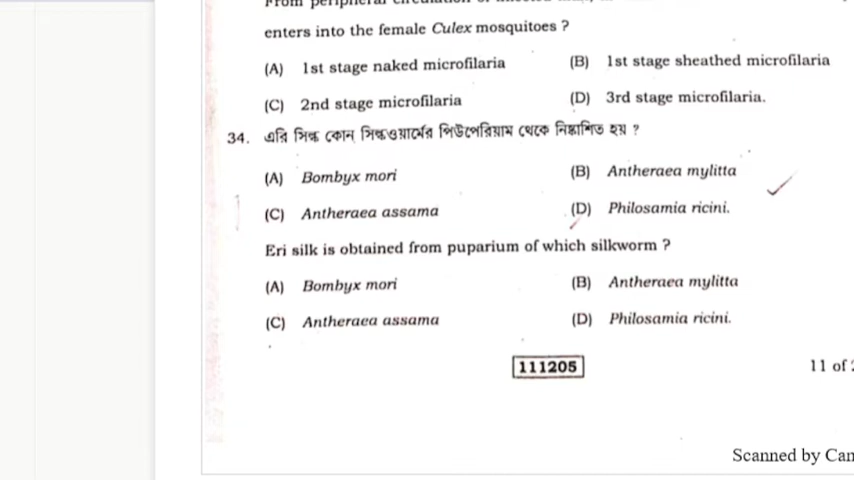 enters into the female Culex mosquitoes ?
(A) 1st stage naked microfilaria (B) 1st stage sheathed microfilaria
(C) 2nd stage microfilaria (D) 3rd stage microfilaria.
34. এরি সিল্ক কোন্ সিল্কওয়ার্মের পিউপেরিয়াম থেকে নিষ্কাশিত হয় ?
(A) Bombyx mori (B) Antheraea mylitta
(C) Antheraea assama (D) Philosamia ricini.
Eri silk is obtained from puparium of which silkworm ?
(A) Bombyx mori (B) Antheraea mylitta
(C) Antheraea assama (D) Philosamia ricini.
111205 11 of
Scanned by